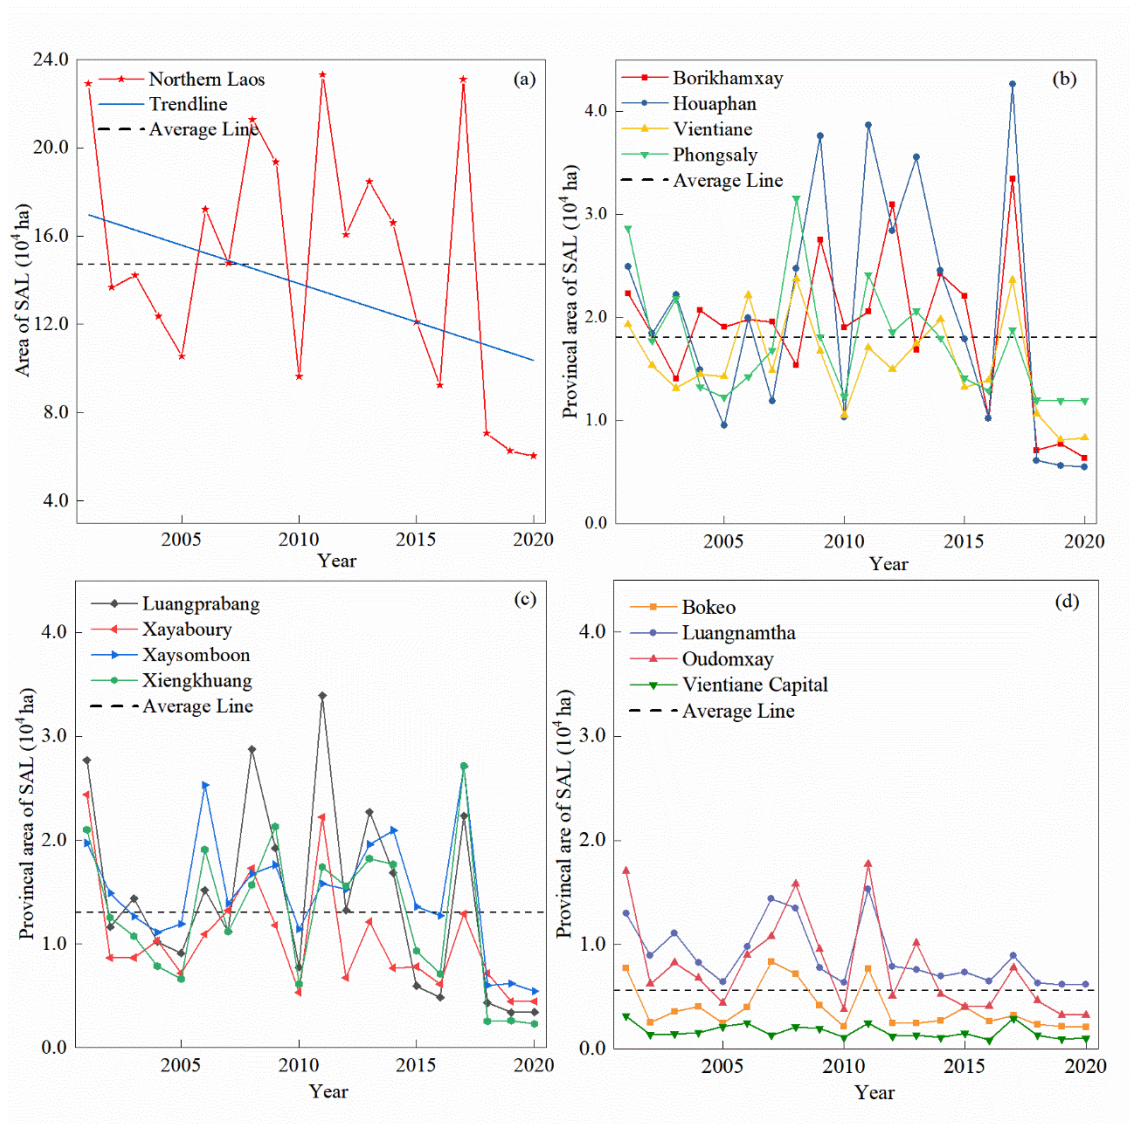 24.0
20.0
16.0
12.0
8.0
4.0
Area of SAL (10⁴ ha)
Northern Laos
Trendline
Average Line
(a)
2005 2010 2015 2020
Year
4.0
3.0
2.0
1.0
0.0
Provincal area of SAL (10⁴ ha)
Borikhamxay
Houaphan
Vientiane
Phongsaly
Average Line
(b)
2005 2010 2015 2020
Year
4.0
3.0
2.0
1.0
0.0
Provincal area of SAL (10⁴ ha)
Luangprabang
Xayaboury
Xaysomboon
Xiengkhuang
Average Line
(c)
2005 2010 2015 2020
Year
4.0
3.0
2.0
1.0
0.0
Provincal are of SAL (10⁴ ha)
Bokeo
Luangnamtha
Oudomxay
Vientiane Capital
Average Line
(d)
2005 2010 2015 2020
Year